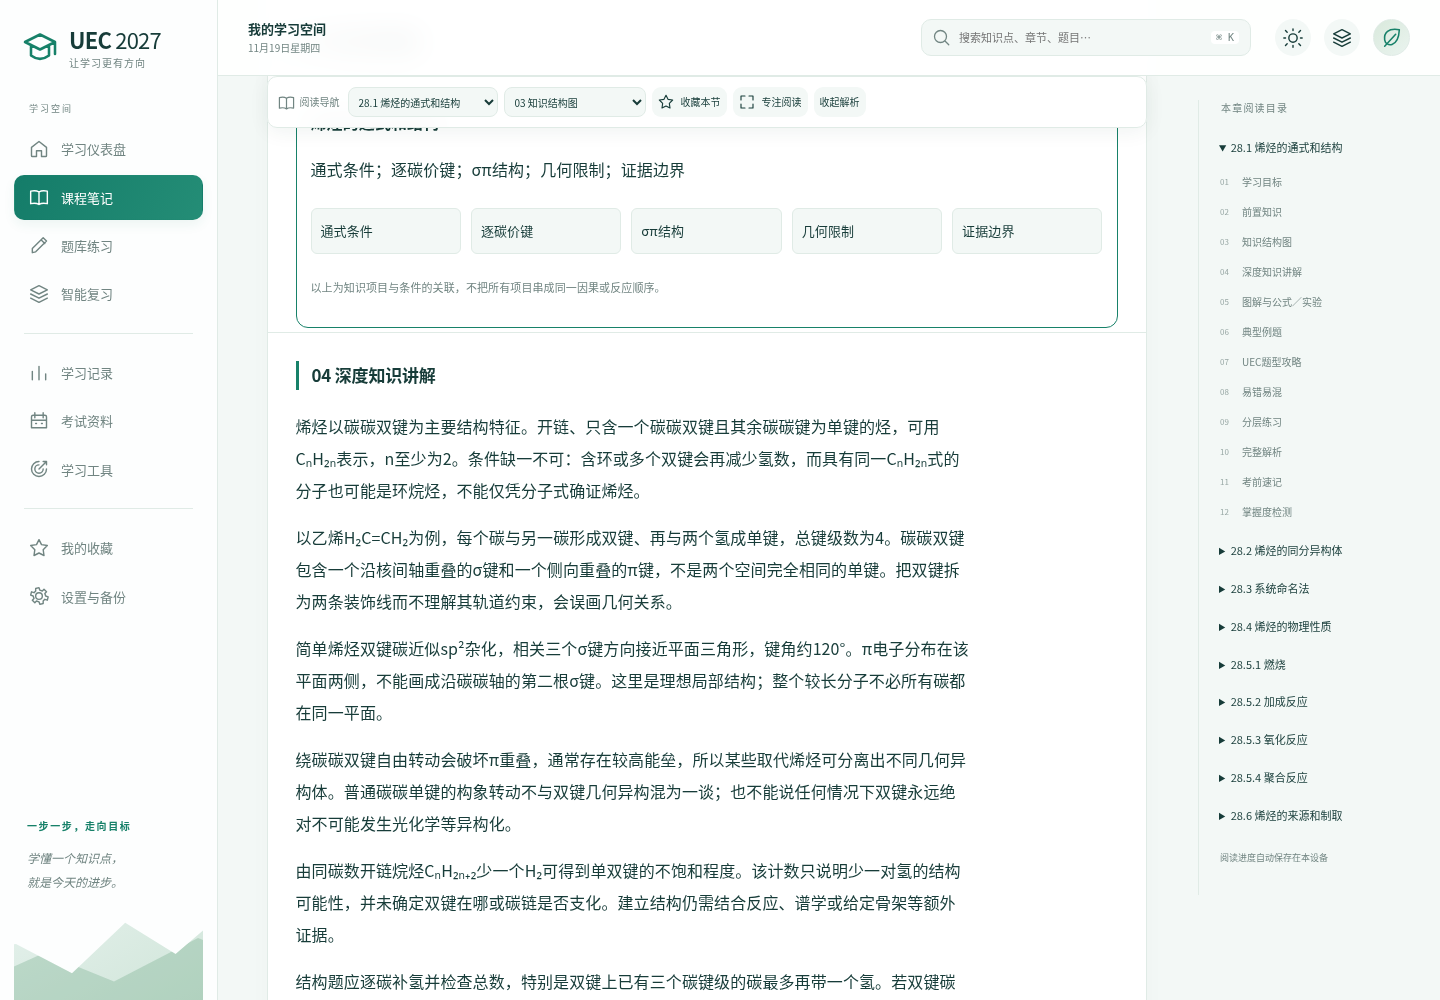 UEC 2027
让学习更有方向
学习空间
学习仪表盘
课程笔记
题库练习
智能复习
学习记录
考试资料
学习工具
我的收藏
设置与备份
一步一步，走向目标
学懂一个知识点，
就是今天的进步。
我的学习空间
11月19日星期四
搜索知识点、章节、题目…
⌘ K
阅读导航
28.1 烯烃的通式和结构
03 知识结构图
收藏本节
专注阅读
收起解析
通式条件；逐碳价键；σπ结构；几何限制；证据边界
通式条件
逐碳价键
σπ结构
几何限制
证据边界
以上为知识项目与条件的关联，不把所有项目串成同一因果或反应顺序。
04 深度知识讲解
烯烃以碳碳双键为主要结构特征。开链、只含一个碳碳双键且其余碳碳键为单键的烃，可用
CₙH₂ₙ表示，n至少为2。条件缺一不可：含环或多个双键会再减少氢数，而具有同一CₙH₂ₙ式的
分子也可能是环烷烃，不能仅凭分子式确证烯烃。
以乙烯H₂C=CH₂为例，每个碳与另一碳形成双键、再与两个氢成单键，总键级数为4。碳碳双键
包含一个沿核间轴重叠的σ键和一个侧向重叠的π键，不是两个空间完全相同的单键。把双键拆
为两条装饰线而不理解其轨道约束，会误画几何关系。
简单烯烃双键碳近似sp²杂化，相关三个σ键方向接近平面三角形，键角约120°。π电子分布在该
平面两侧，不能画成沿碳碳轴的第二根σ键。这里是理想局部结构；整个较长分子不必所有碳都
在同一平面。
绕碳碳双键自由转动会破坏π重叠，通常存在较高能垒，所以某些取代烯烃可分离出不同几何异
构体。普通碳碳单键的构象转动不与双键几何异构混为一谈；也不能说任何情况下双键永远绝
对不可能发生光化学等异构化。
由同碳数开链烷烃CₙH₂ₙ₊₂少一个H₂可得到单双键的不饱和程度。该计数只说明少一对氢的结构
可能性，并未确定双键在哪或碳链是否支化。建立结构仍需结合反应、谱学或给定骨架等额外
证据。
结构题应逐碳补氢并检查总数，特别是双键上已有三个碳键级的碳最多再带一个氢。若双键碳
本章阅读目录
▼ 28.1 烯烃的通式和结构
01 学习目标
02 前置知识
03 知识结构图
04 深度知识讲解
05 图解与公式／实验
06 典型例题
07 UEC题型攻略
08 易错易混
09 分层练习
10 完整解析
11 考前速记
12 掌握度检测
▶ 28.2 烯烃的同分异构体
▶ 28.3 系统命名法
▶ 28.4 烯烃的物理性质
▶ 28.5.1 燃烧
▶ 28.5.2 加成反应
▶ 28.5.3 氧化反应
▶ 28.5.4 聚合反应
▶ 28.6 烯烃的来源和制取
阅读进度自动保存在本设备